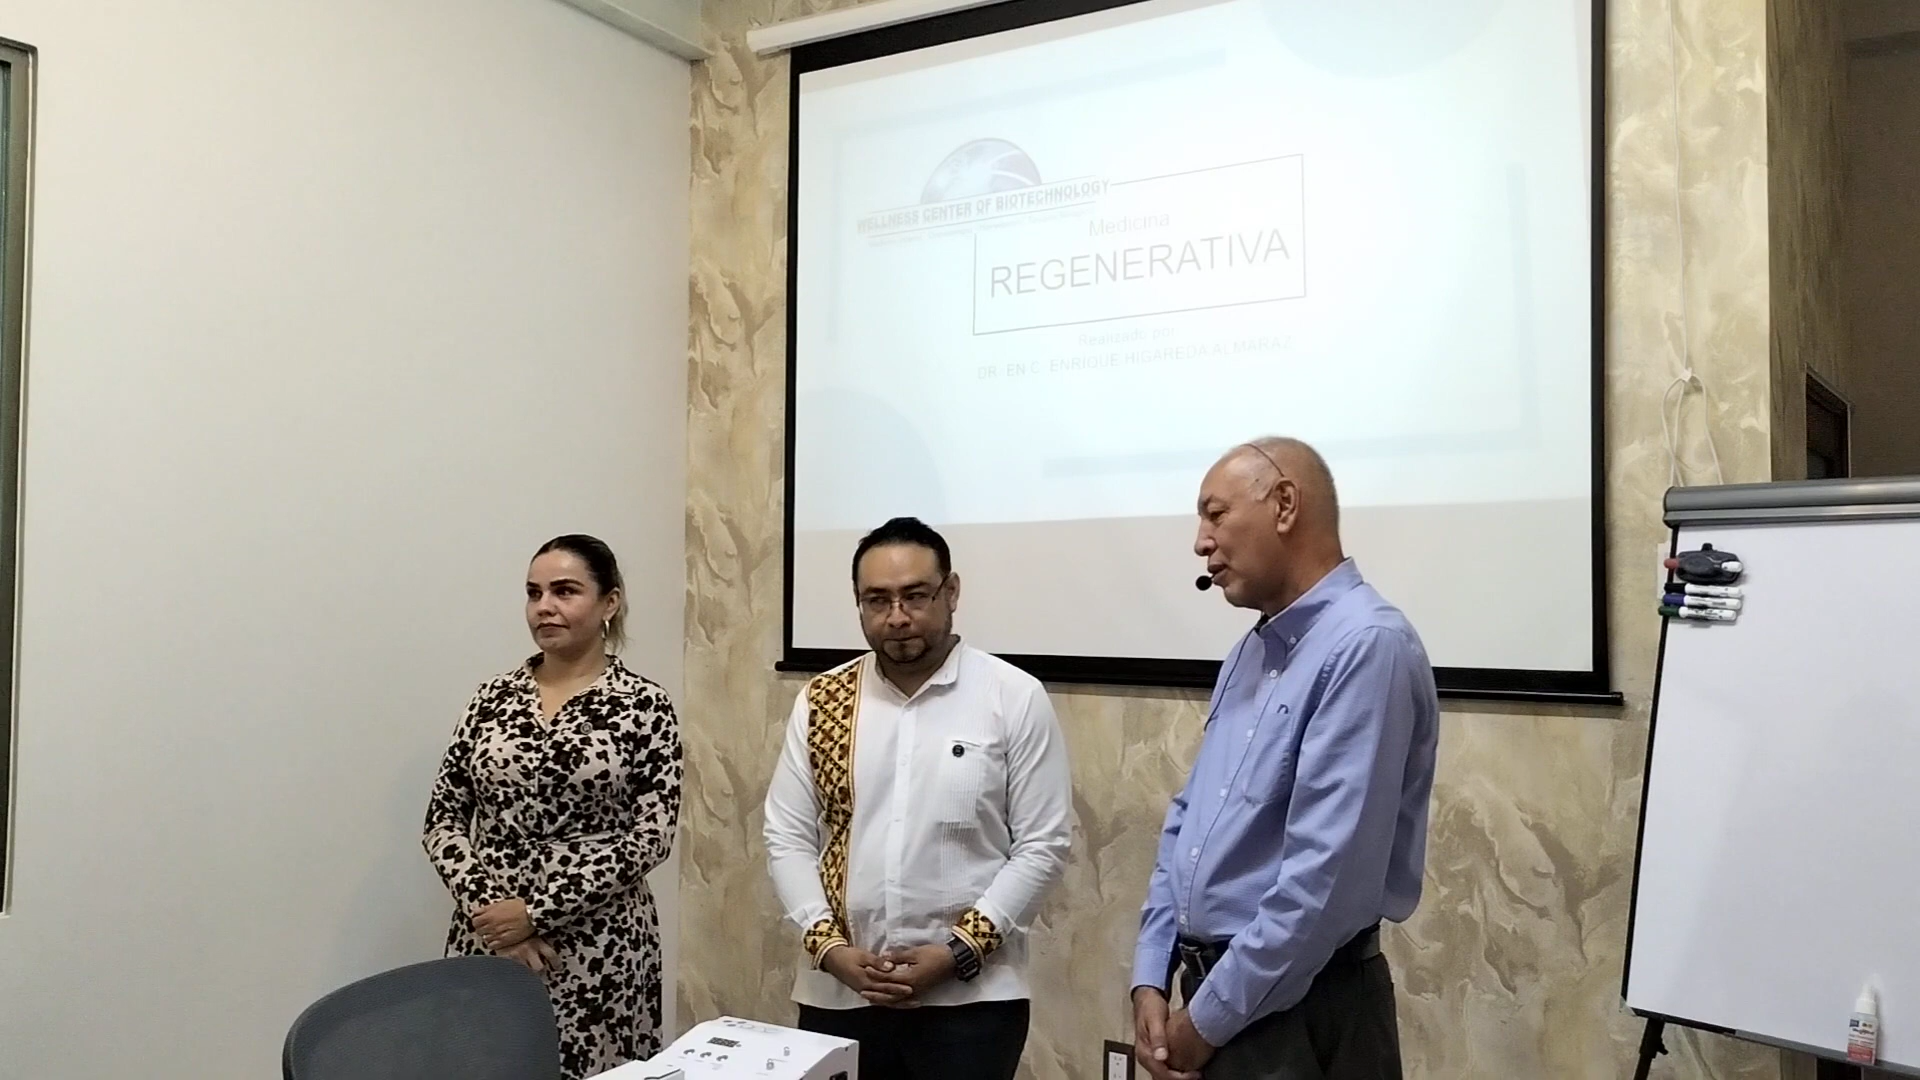 WELLNESS CENTER OF BIOTECHNOLOGY
Medicina
REGENERATIVA
Realizado por
DR. EN C. ENRIQUE HIGAREDA ALMARAZ